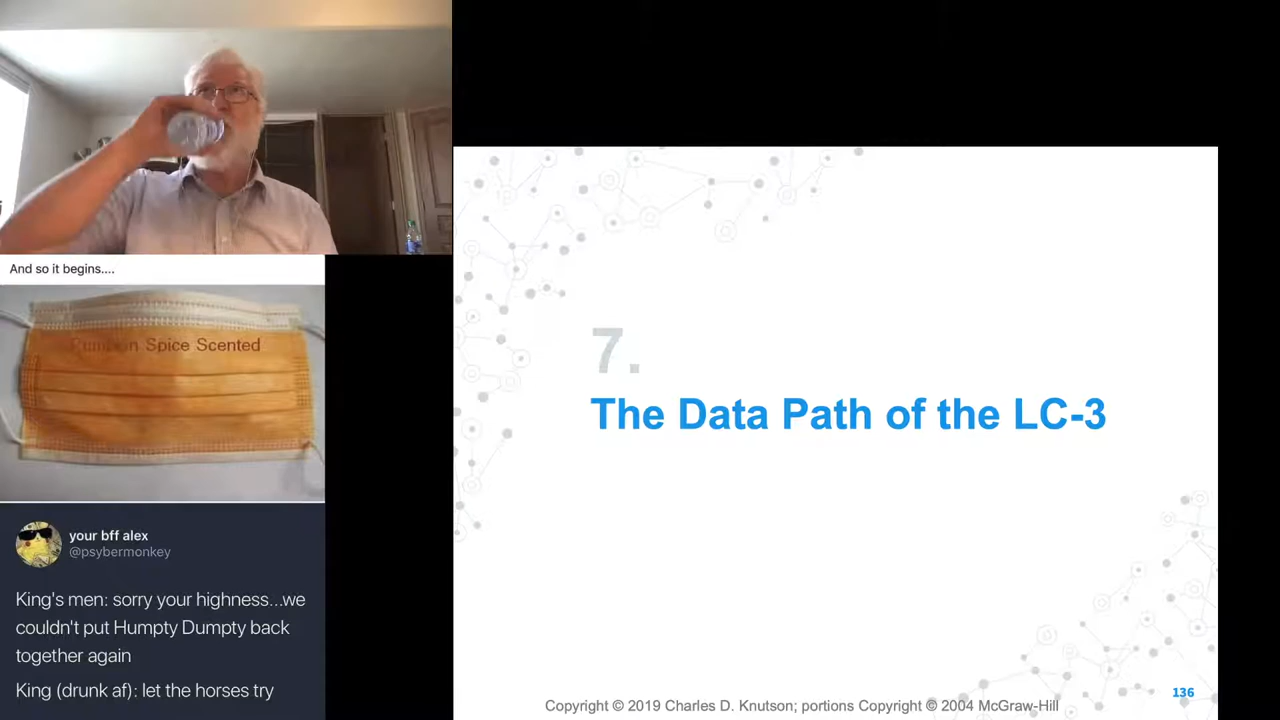 And so it begins....
Pumpkin Spice Scented
your bff alex
@psybermonkey
King's men: sorry your highness...we
couldn't put Humpty Dumpty back
together again
King (drunk af): let the horses try
7.
The Data Path of the LC-3
Copyright © 2019 Charles D. Knutson; portions Copyright © 2004 McGraw-Hill
136